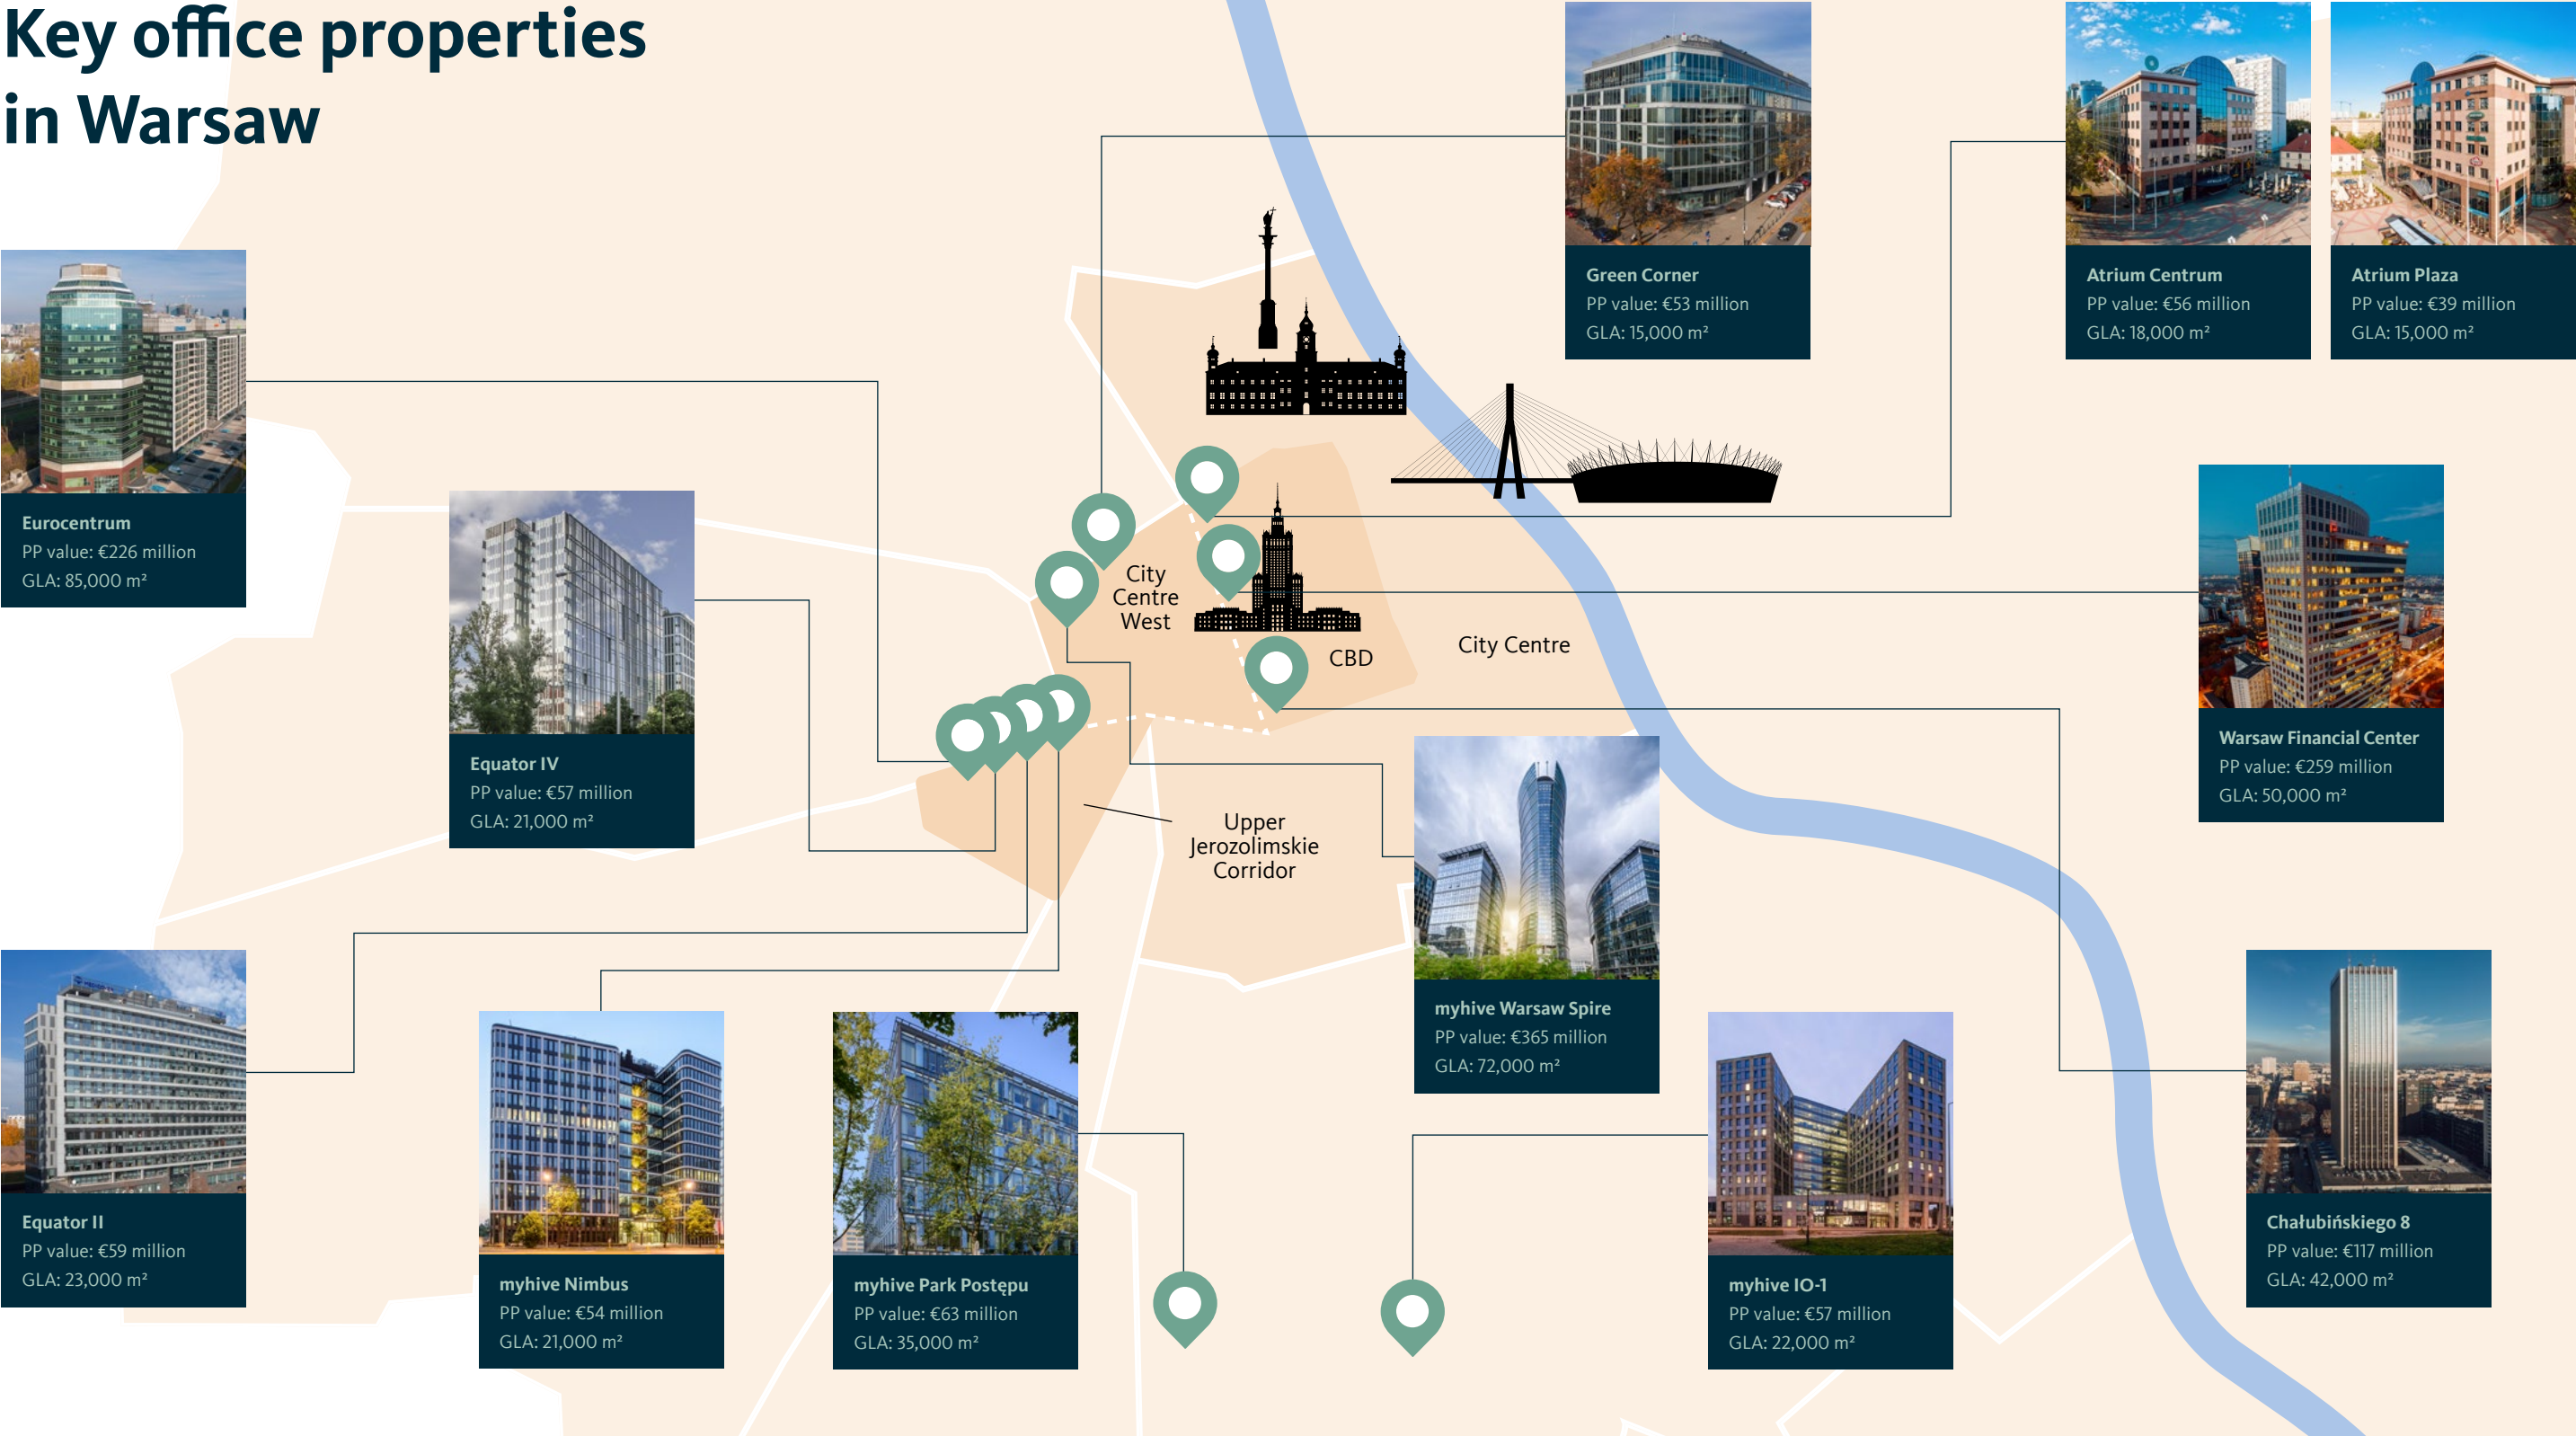 Key office properties
in Warsaw
Green Corner
PP value: €53 million
GLA: 15,000 m²
Atrium Centrum
PP value: €56 million
GLA: 18,000 m²
Atrium Plaza
PP value: €39 million
GLA: 15,000 m²
Eurocentrum
PP value: €226 million
GLA: 85,000 m²
Equator IV
PP value: €57 million
GLA: 21,000 m²
City
Centre
West
CBD
City Centre
Upper
Jerozolimskie
Corridor
Warsaw Financial Center
PP value: €259 million
GLA: 50,000 m²
myhive Warsaw Spire
PP value: €365 million
GLA: 72,000 m²
Equator II
PP value: €59 million
GLA: 23,000 m²
myhive Nimbus
PP value: €54 million
GLA: 21,000 m²
myhive Park Postępu
PP value: €63 million
GLA: 35,000 m²
myhive IO-1
PP value: €57 million
GLA: 22,000 m²
Chałubińskiego 8
PP value: €117 million
GLA: 42,000 m²